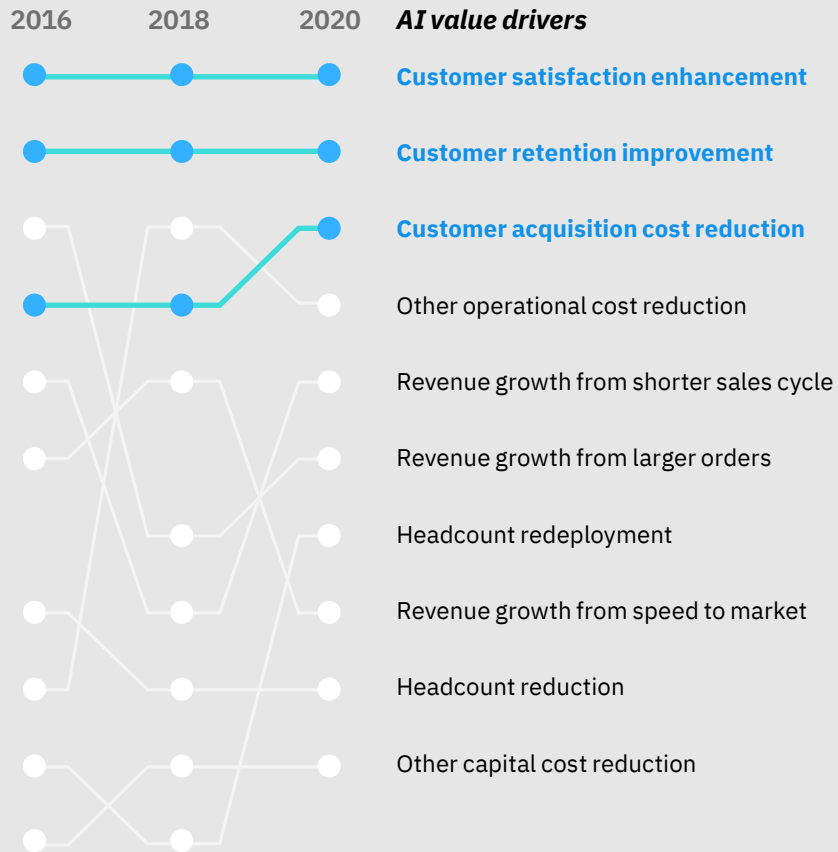 2016 2018 2020 AI value drivers
Customer satisfaction enhancement
Customer retention improvement
Customer acquisition cost reduction
Other operational cost reduction
Revenue growth from shorter sales cycle
Revenue growth from larger orders
Headcount redeployment
Revenue growth from speed to market
Headcount reduction
Other capital cost reduction